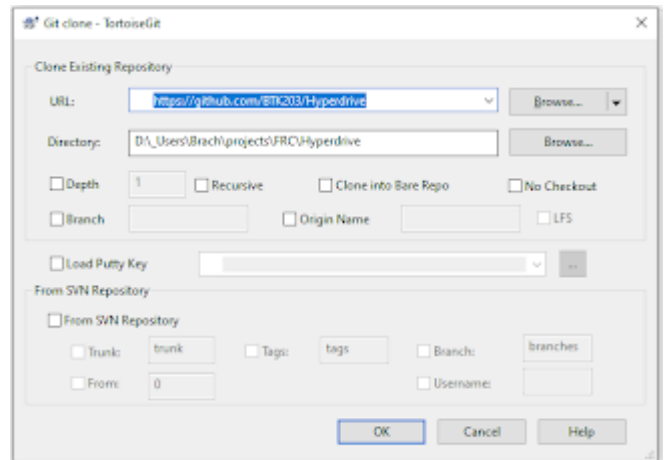 Git clone - TortoiseGit
Clone Existing Repository
URL: https://github.com/BTK203/Hyperdrive Browse...
Directory: D:\_Users\Brach\projects\FRC\Hyperdrive Browse...
Depth 1 Recursive Clone into Bare Repo No Checkout
Branch Origin Name LFS
Load Putty Key ...
From SVN Repository
From SVN Repository
Trunk: trunk Tags: tags Branch: branches
From: 0 Username:
OK Cancel Help